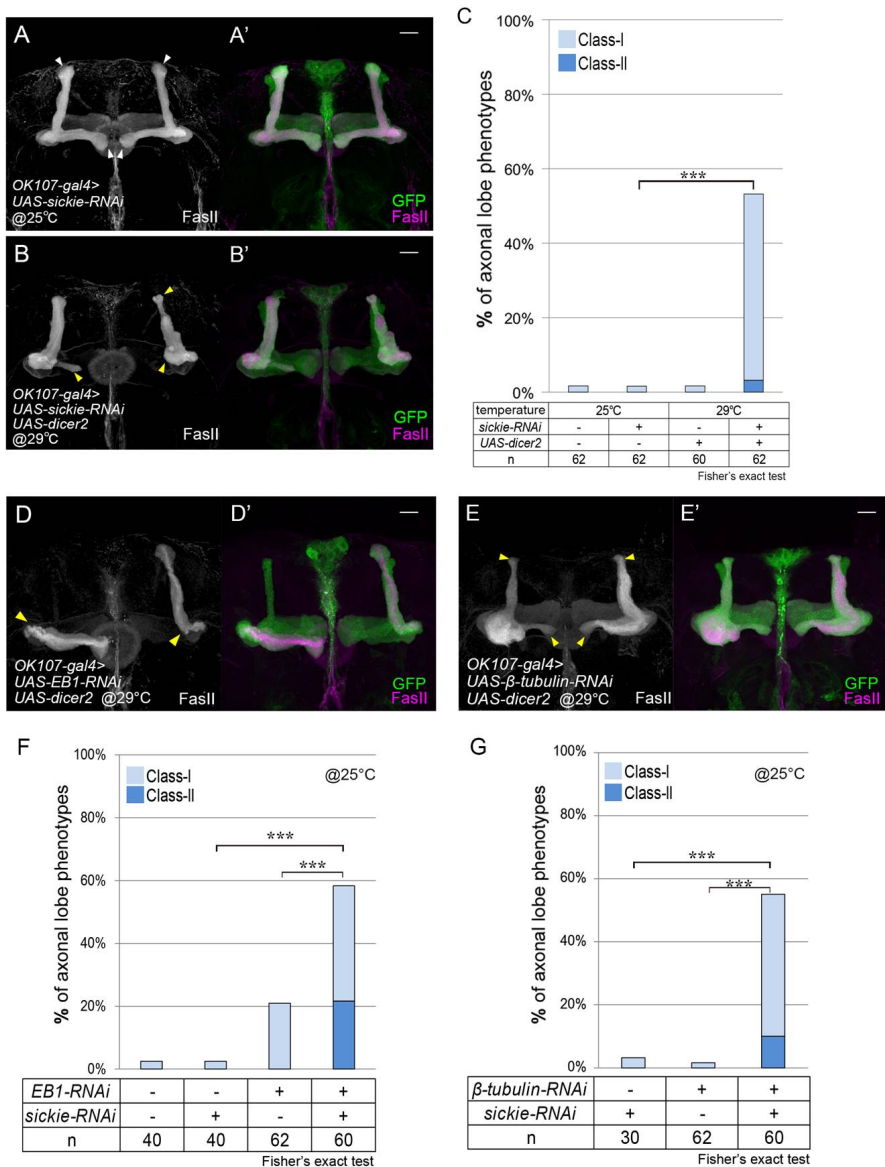 A
A'
OK107-gal4>
UAS-sickie-RNAi
@25°C
FasII
GFP
FasII
B
B'
OK107-gal4>
UAS-sickie-RNAi
UAS-dicer2
@29°C
FasII
GFP
FasII
C
Class-I
Class-II
% of axonal lobe phenotypes
100%
80%
60%
40%
20%
0%
***
temperature 25°C 29°C
sickie-RNAi - + - +
UAS-dicer2 - - + +
n 62 62 60 62
Fisher's exact test
D
D'
OK107-gal4>
UAS-EB1-RNAi
UAS-dicer2 @29°C
FasII
GFP
FasII
E
E'
OK107-gal4>
UAS-β-tubulin-RNAi
UAS-dicer2 @29°C
FasII
GFP
FasII
F
Class-I
Class-II
@25°C
% of axonal lobe phenotypes
100%
80%
60%
40%
20%
0%
***
***
EB1-RNAi - - + +
sickie-RNAi - + - +
n 40 40 62 60
Fisher's exact test
G
Class-I
Class-II
@25°C
% of axonal lobe phenotypes
100%
80%
60%
40%
20%
0%
***
***
β-tubulin-RNAi - + +
sickie-RNAi + - +
n 30 62 60
Fisher's exact test